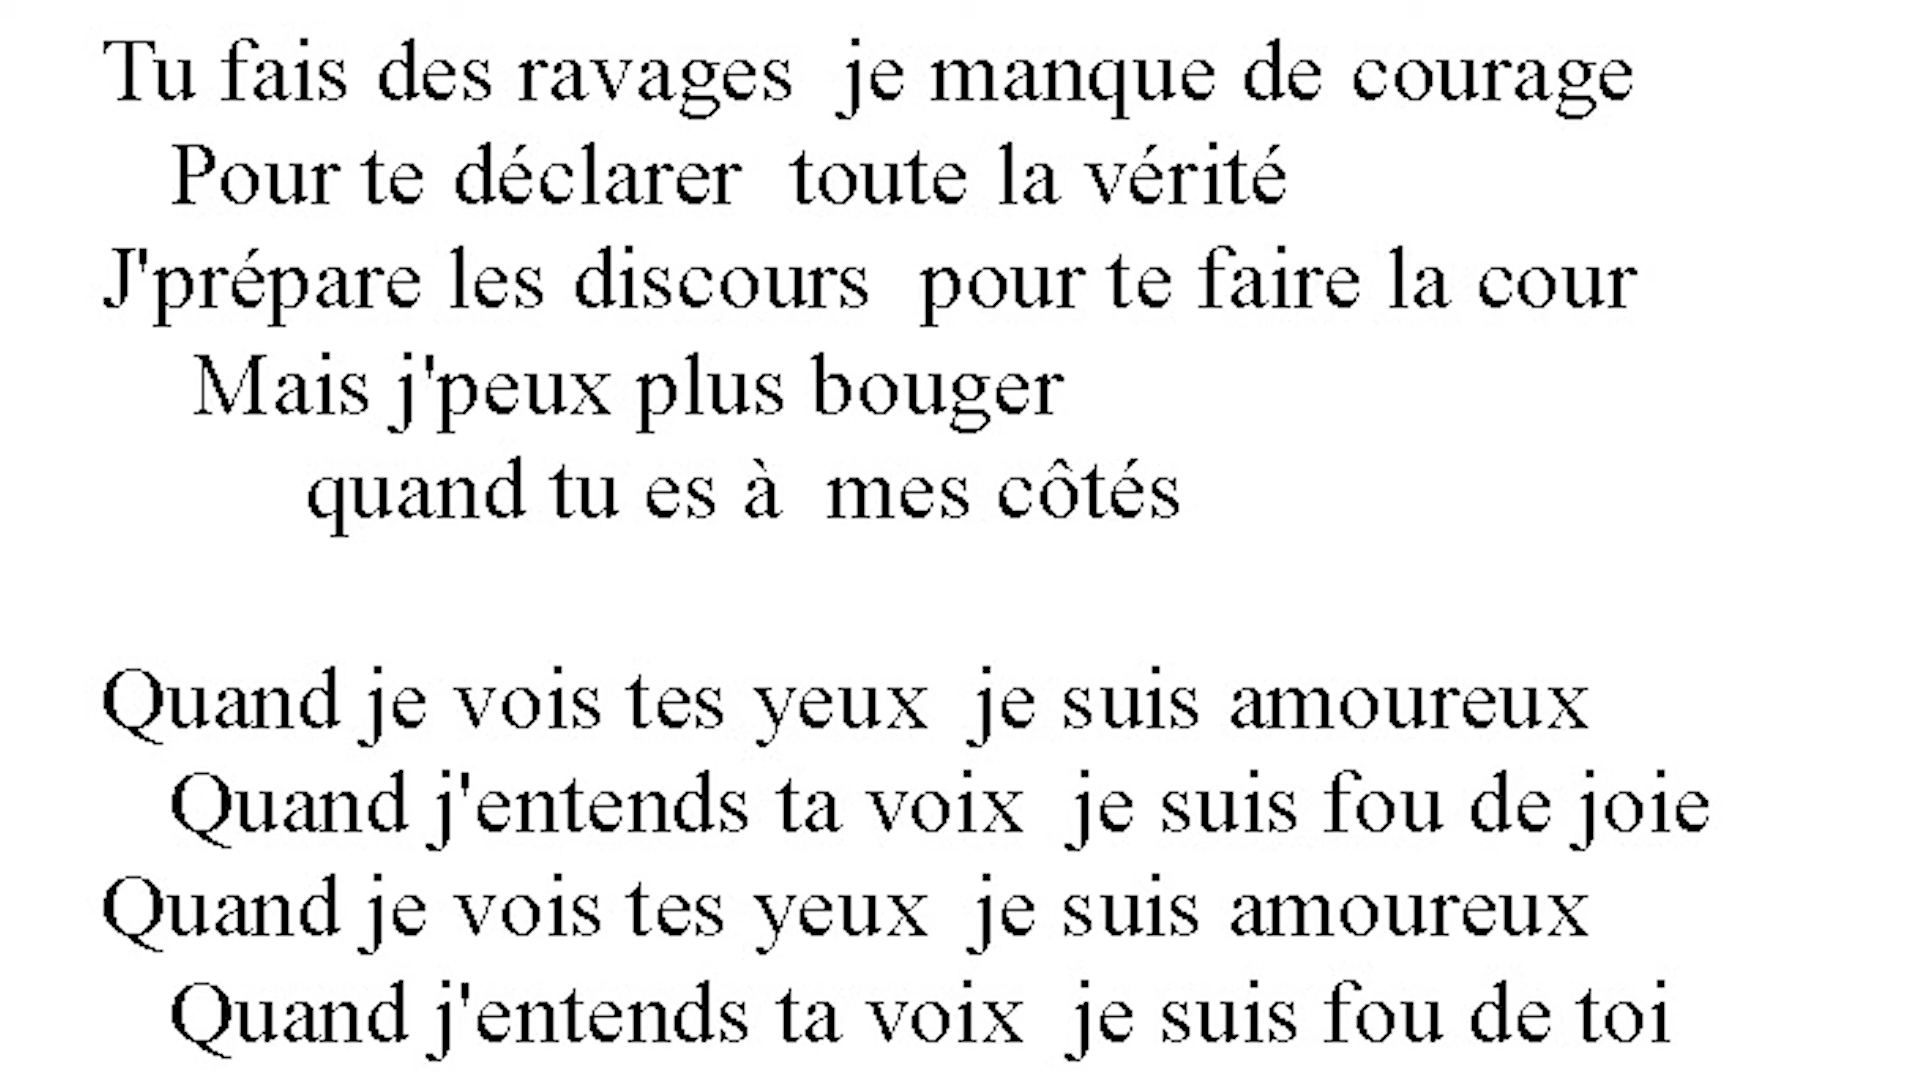 Tu fais des ravages je manque de courage
Pour te déclarer toute la vérité
J'prépare les discours pour te faire la cour
Mais j'peux plus bouger
quand tu es à mes côtés
Quand je vois tes yeux je suis amoureux
Quand j'entends ta voix je suis fou de joie
Quand je vois tes yeux je suis amoureux
Quand j'entends ta voix je suis fou de toi